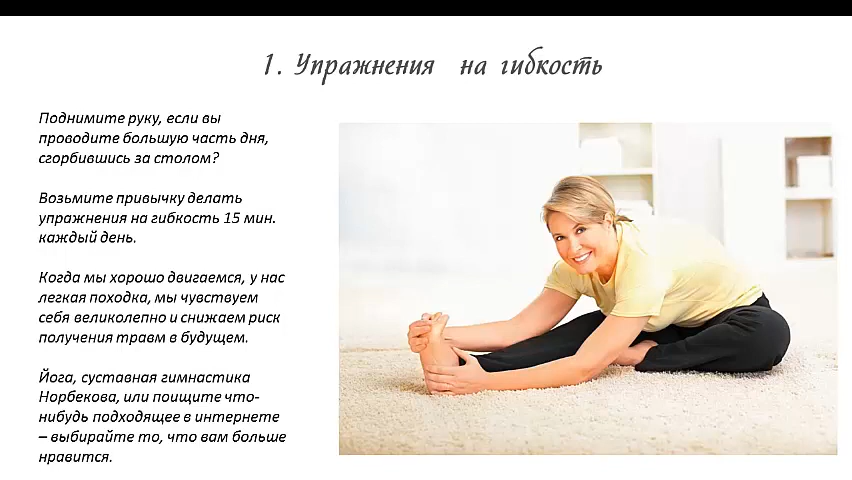 1. Упражнения на гибкость
Поднимите руку, если вы
проводите большую часть дня,
сгорбившись за столом?
Возьмите привычку делать
упражнения на гибкость 15 мин.
каждый день.
Когда мы хорошо двигаемся, у нас
легкая походка, мы чувствуем
себя великолепно и снижаем риск
получения травм в будущем.
Йога, суставная гимнастика
Норбекова, или поищите что-
нибудь подходящее в интернете
– выбирайте то, что вам больше
нравится.